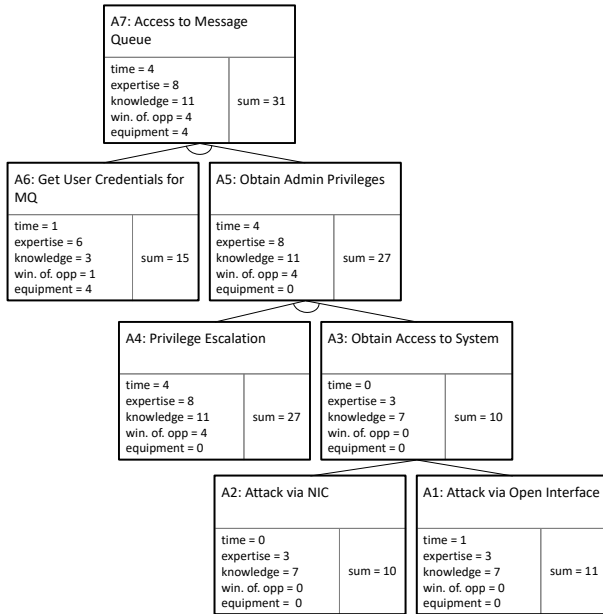 A7: Access to Message
Queue
time = 4
expertise = 8
knowledge = 11
win. of. opp = 4
equipment = 4
sum = 31
A6: Get User Credentials for
MQ
time = 1
expertise = 6
knowledge = 3
win. of. opp = 1
equipment = 4
sum = 15
A5: Obtain Admin Privileges
time = 4
expertise = 8
knowledge = 11
win. of. opp = 4
equipment = 0
sum = 27
A4: Privilege Escalation
time = 4
expertise = 8
knowledge = 11
win. of. opp = 4
equipment = 0
sum = 27
A3: Obtain Access to System
time = 0
expertise = 3
knowledge = 7
win. of. opp = 0
equipment = 0
sum = 10
A2: Attack via NIC
time = 0
expertise = 3
knowledge = 7
win. of. opp = 0
equipment =  0
sum = 10
A1: Attack via Open Interface
time = 1
expertise = 3
knowledge = 7
win. of. opp = 0
equipment = 0
sum = 11